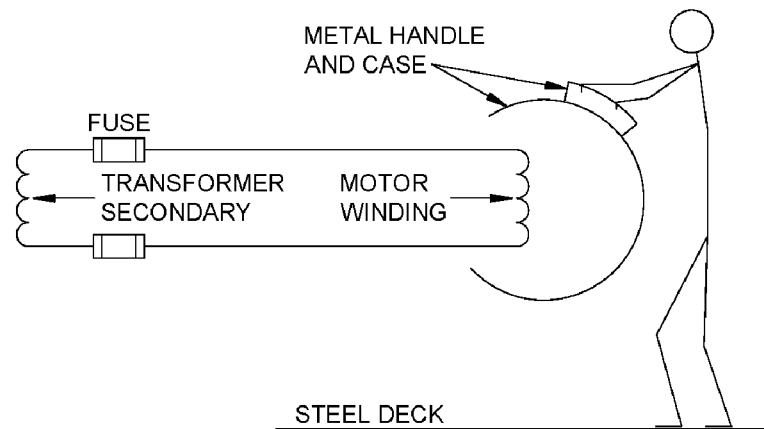 METAL HANDLE
AND CASE
FUSE
TRANSFORMER
SECONDARY
MOTOR
WINDING
STEEL DECK